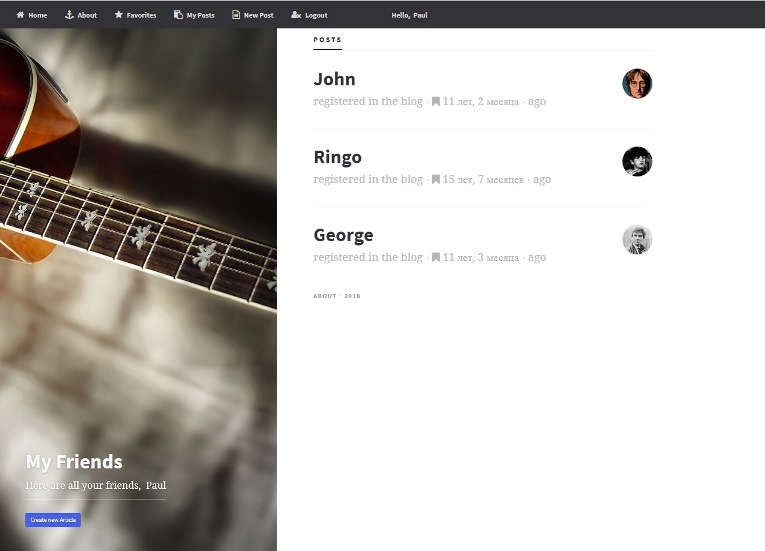 Home About Favorites My Posts New Post Logout Hello, Paul
POSTS
John
registered in the blog · 11 лет, 2 месяца · ago
Ringo
registered in the blog · 15 лет, 7 месяцев · ago
George
registered in the blog · 11 лет, 3 месяца · ago
ABOUT · 2018
My Friends
Here are all your friends, Paul
Create new Article